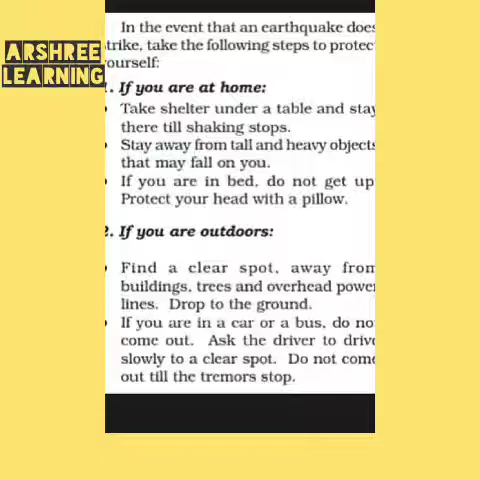 ARSHREE
LEARNING
In the event that an earthquake does
trike, take the following steps to protec
ourself:
1. If you are at home:
• Take shelter under a table and stay
there till shaking stops.
• Stay away from tall and heavy objects
that may fall on you.
• If you are in bed, do not get up
Protect your head with a pillow.
2. If you are outdoors:
• Find a clear spot, away from
buildings, trees and overhead power
lines. Drop to the ground.
• If you are in a car or a bus, do no
come out. Ask the driver to drive
slowly to a clear spot. Do not come
out till the tremors stop.